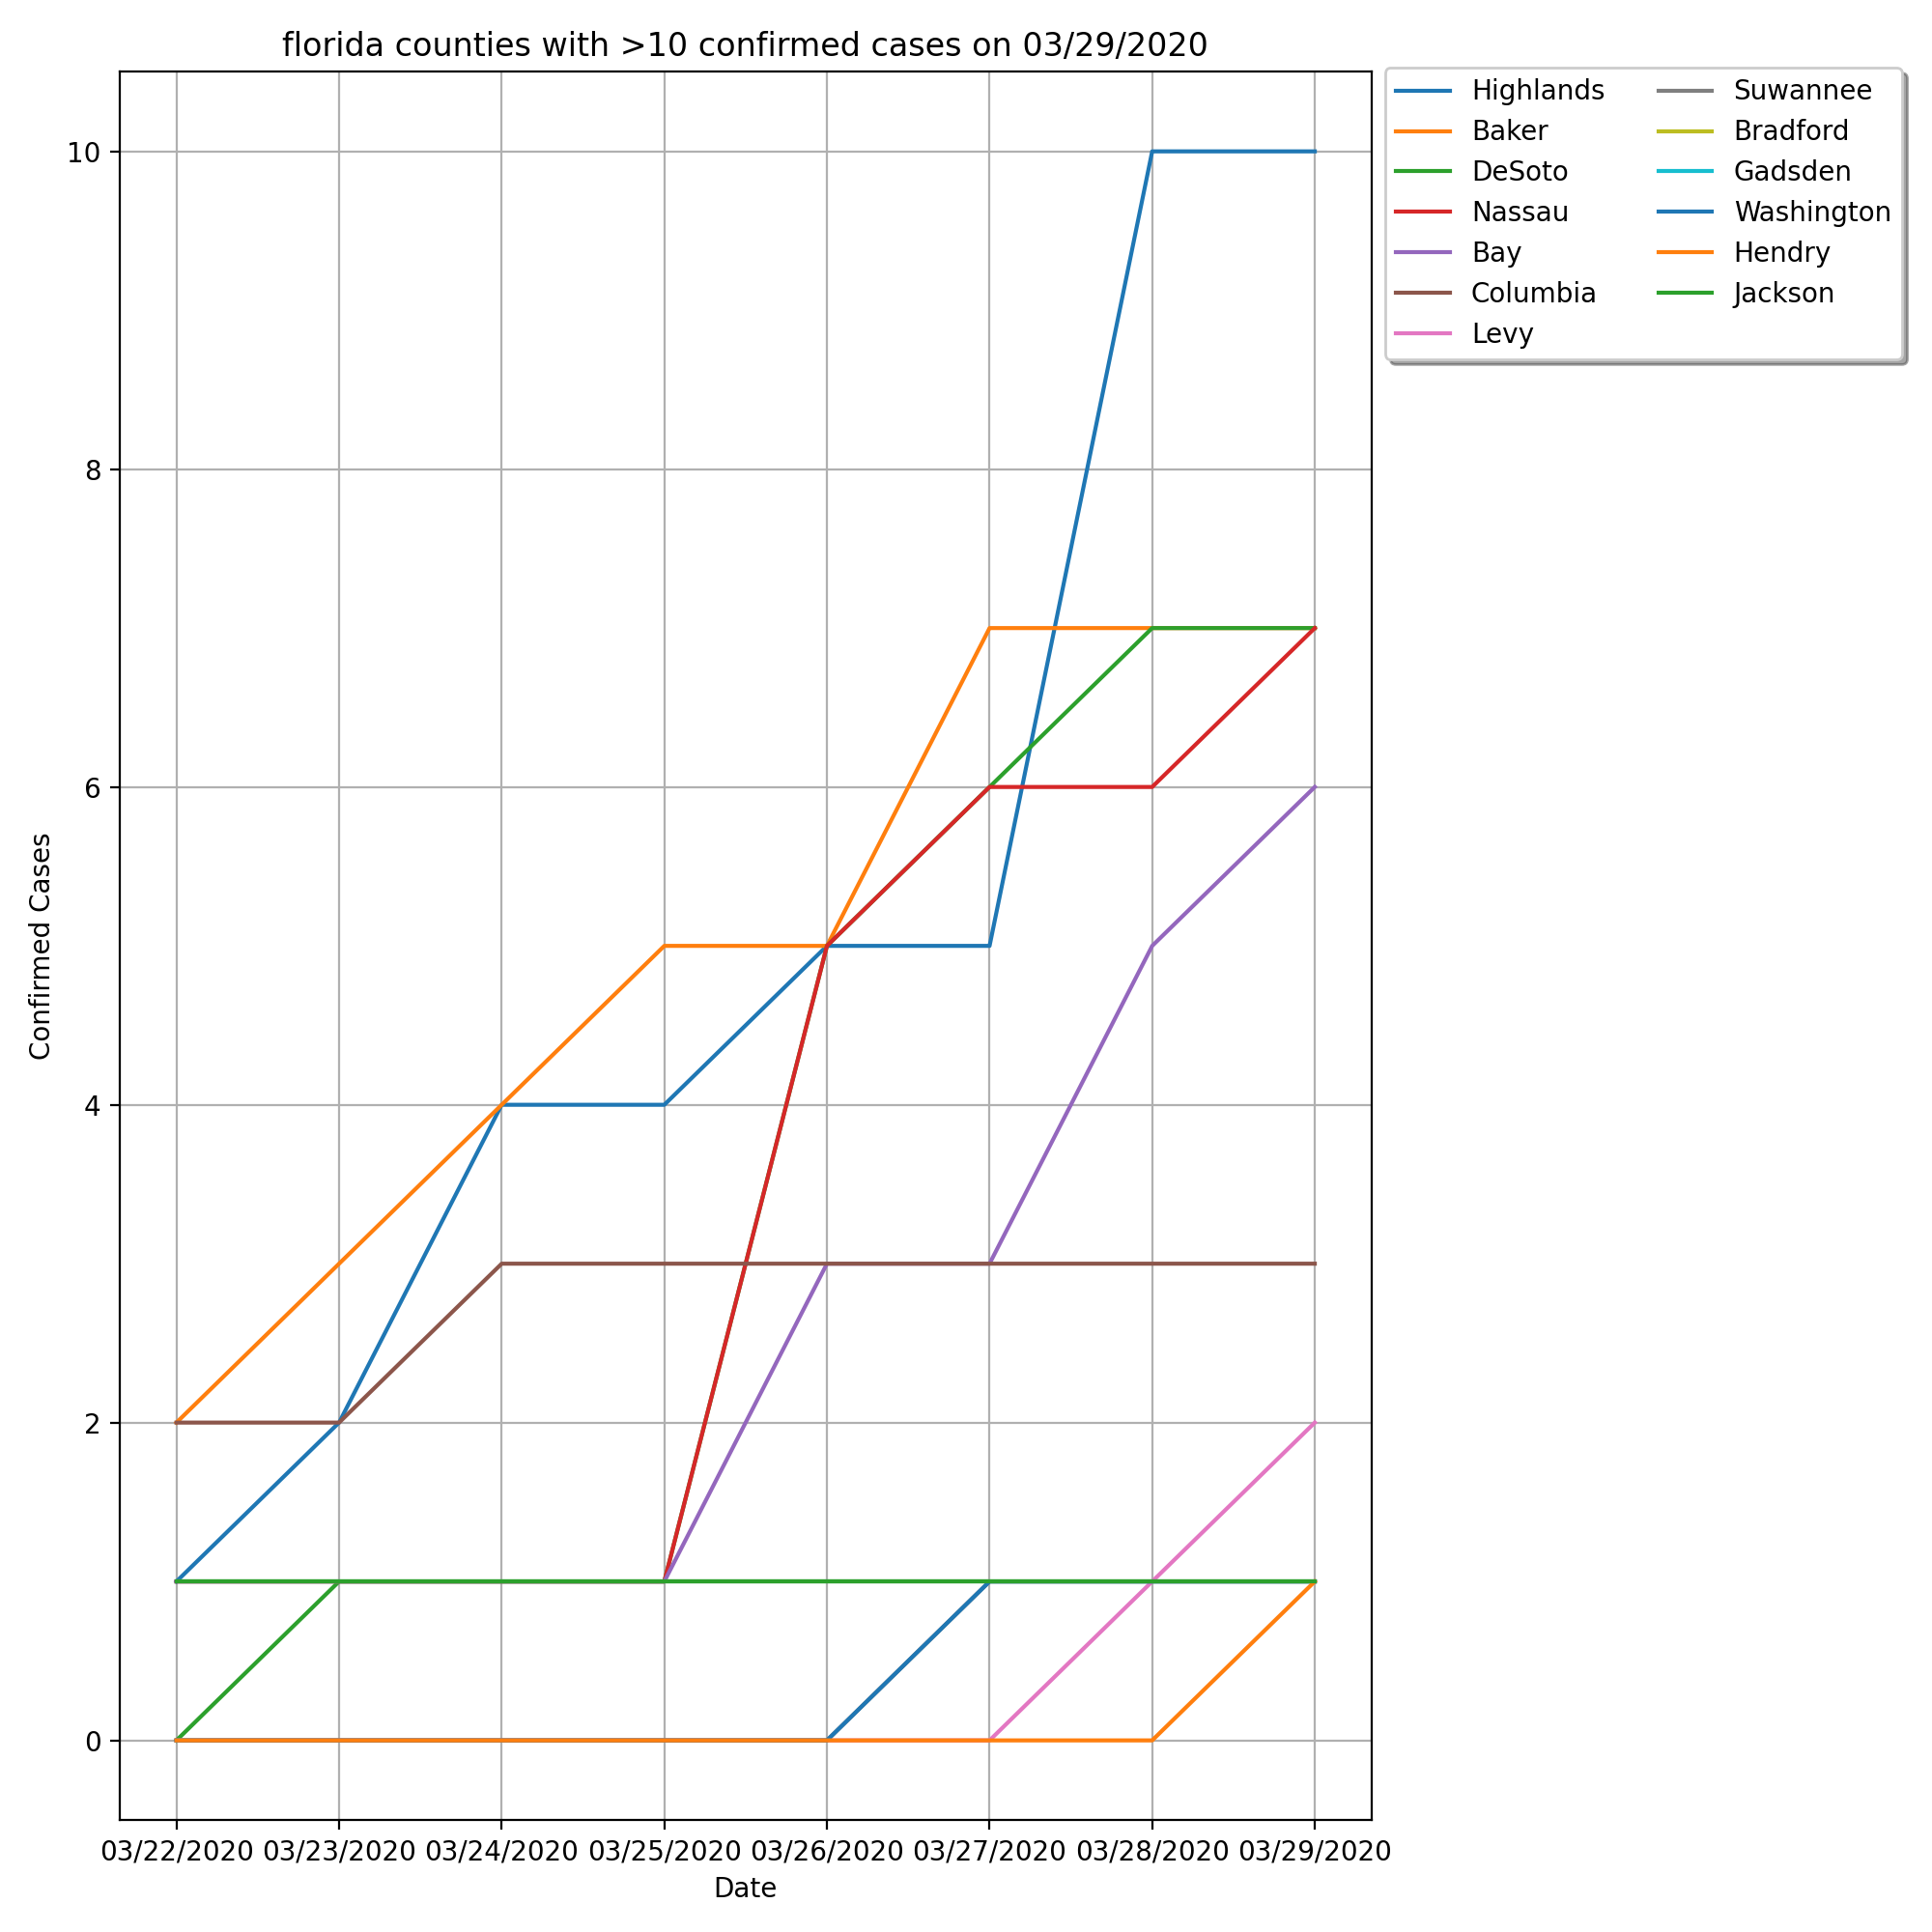 florida counties with >10 confirmed cases on 03/29/2020
Highlands
Baker
DeSoto
Nassau
Bay
Columbia
Levy
Suwannee
Bradford
Gadsden
Washington
Hendry
Jackson
10
8
6
4
2
0
Confirmed Cases
03/22/2020 03/23/2020 03/24/2020 03/25/2020 03/26/2020 03/27/2020 03/28/2020 03/29/2020
Date